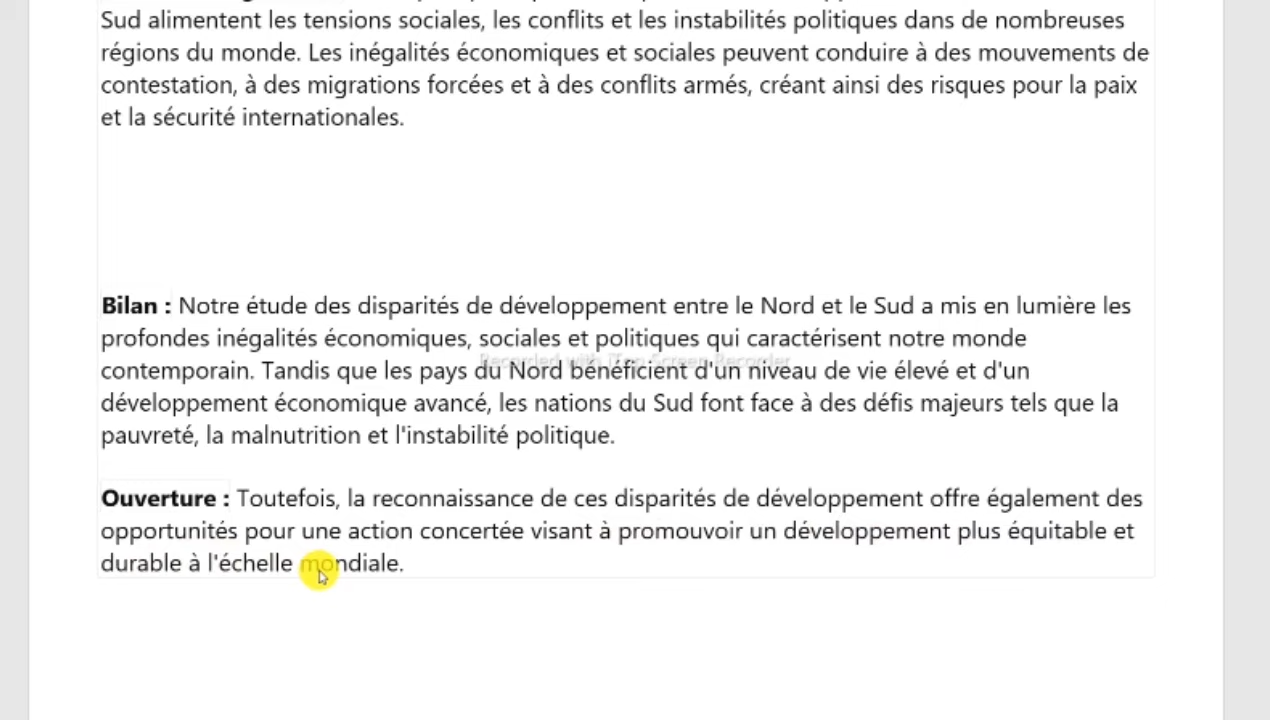 Sud alimentent les tensions sociales, les conflits et les instabilités politiques dans de nombreuses
régions du monde. Les inégalités économiques et sociales peuvent conduire à des mouvements de
contestation, à des migrations forcées et à des conflits armés, créant ainsi des risques pour la paix
et la sécurité internationales.
Bilan : Notre étude des disparités de développement entre le Nord et le Sud a mis en lumière les
profondes inégalités économiques, sociales et politiques qui caractérisent notre monde
Recorded with iTop Screen Recorder
contemporain. Tandis que les pays du Nord bénéficient d'un niveau de vie élevé et d'un
développement économique avancé, les nations du Sud font face à des défis majeurs tels que la
pauvreté, la malnutrition et l'instabilité politique.
Ouverture : Toutefois, la reconnaissance de ces disparités de développement offre également des
opportunités pour une action concertée visant à promouvoir un développement plus équitable et
durable à l'échelle mondiale.